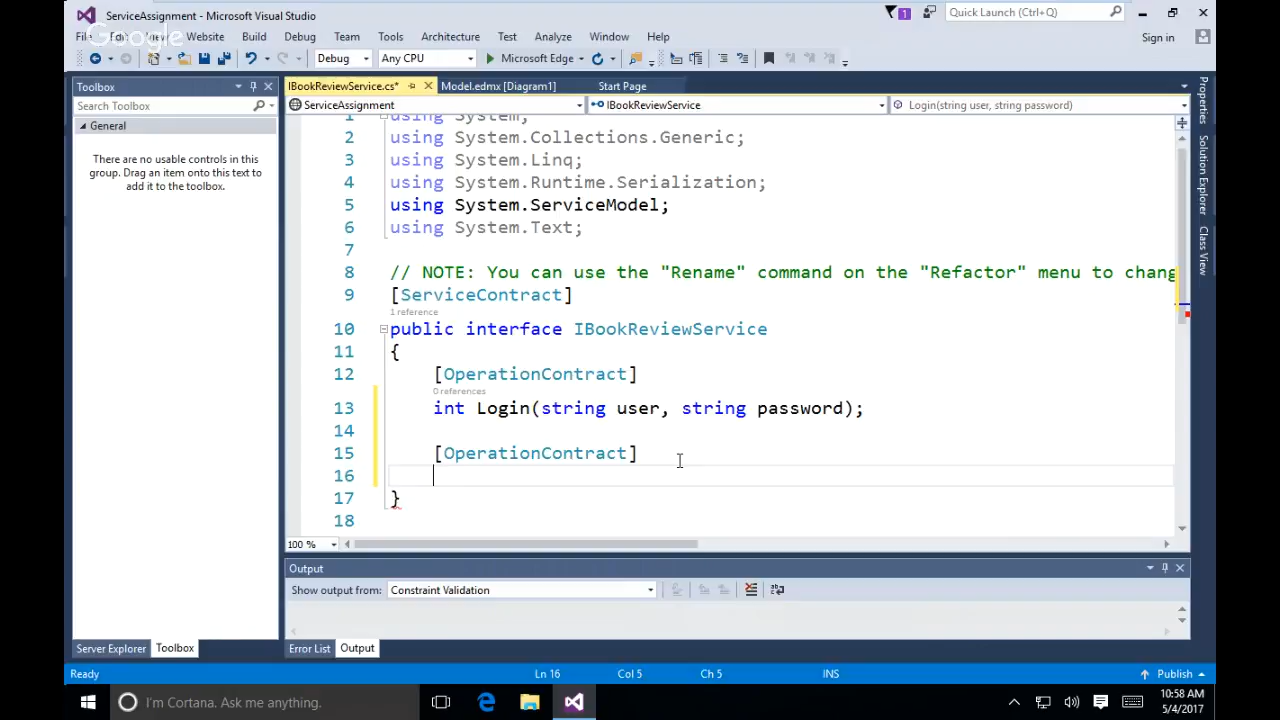 ServiceAssignment - Microsoft Visual Studio
1
Quick Launch (Ctrl+Q)
File Edit View Website Build Debug Team Tools Architecture Test Analyze Window Help
Sign in
Google
Debug
Any CPU
Microsoft Edge
Toolbox
Search Toolbox
General
There are no usable controls in this
group. Drag an item onto this text to
add it to the toolbox.
IBookReviewService.cs*
Model.edmx [Diagram1]
Start Page
ServiceAssignment
IBookReviewService
Login(string user, string password)
1 using System;
2 using System.Collections.Generic;
3 using System.Linq;
4 using System.Runtime.Serialization;
5 using System.ServiceModel;
6 using System.Text;
7
8 // NOTE: You can use the "Rename" command on the "Refactor" menu to chang
9 [ServiceContract]
1 reference
10 public interface IBookReviewService
11 {
12 [OperationContract]
0 references
13 int Login(string user, string password);
14
15 [OperationContract]
16
17 }
18
100 %
Properties
Solution Explorer
Class View
Output
Show output from: Constraint Validation
Server Explorer
Toolbox
Error List
Output
Ready
Ln 16
Col 5
Ch 5
INS
Publish
I'm Cortana. Ask me anything.
10:58 AM
5/4/2017